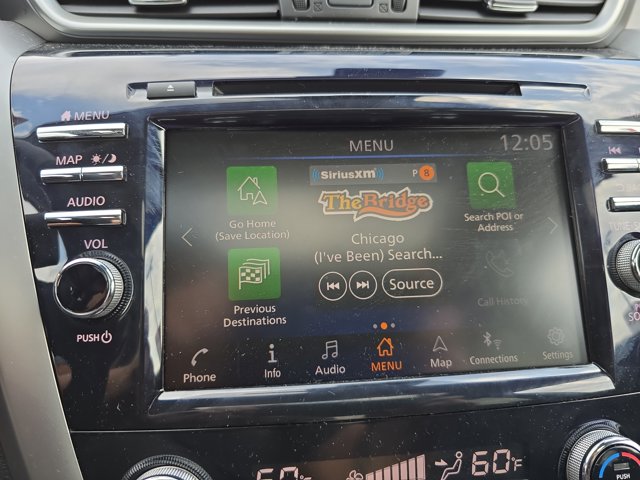 MENU
MAP
AUDIO
VOL
PUSH
MENU
12:05
SiriusXM
P 8
The Bridge
Chicago
(I've Been) Search...
Source
Go Home
(Save Location)
Previous
Destinations
Search POI or
Address
Call History
Phone
Info
Audio
MENU
Map
Connections
Settings
60°F
PUSH